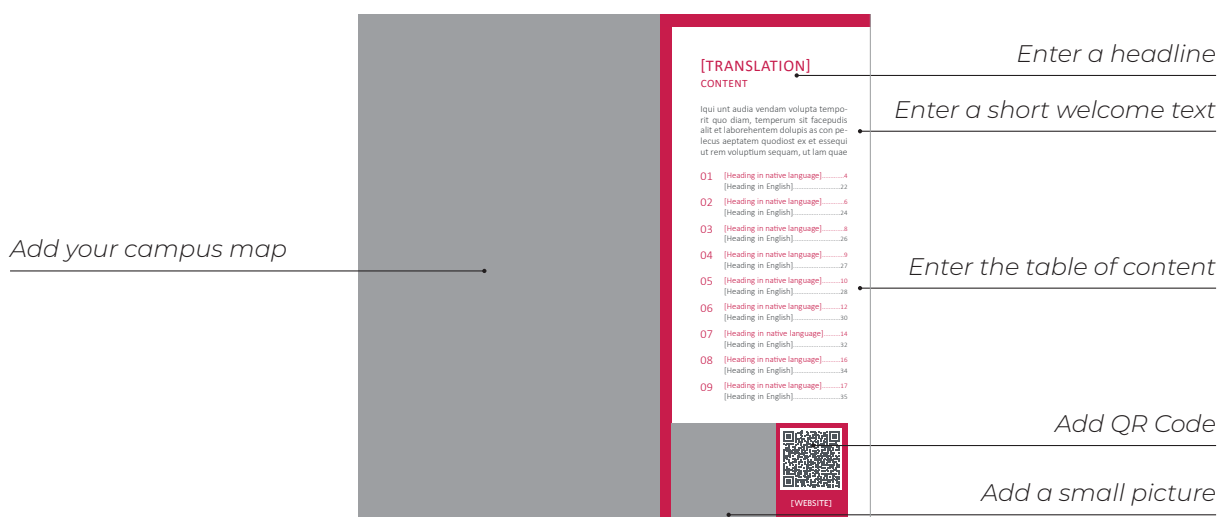 Add your campus map
[TRANSLATION]
CONTENT
Iqui unt audia vendam volupta tempo-
rit quo diam, temperum sit facepudis
alit et laborehentem dolupis as con pe-
lecus aeptatem quodiost ex et essequi
ut rem voluptium sequam, ut lam quae
01 [Heading in native language]..........4
[Heading in English]....................22
02 [Heading in native language]..........6
[Heading in English]....................24
03 [Heading in native language]..........8
[Heading in English]....................26
04 [Heading in native language]..........9
[Heading in English]....................27
05 [Heading in native language]........10
[Heading in English]....................28
06 [Heading in native language]........12
[Heading in English]....................30
07 [Heading in native language]........14
[Heading in English]....................32
08 [Heading in native language]........16
[Heading in English]....................34
09 [Heading in native language]........17
[Heading in English]....................35
[WEBSITE]
Enter a headline
Enter a short welcome text
Enter the table of content
Add QR Code
Add a small picture